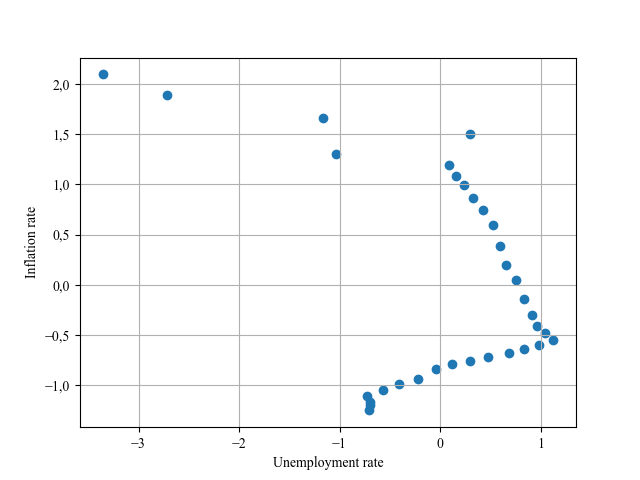 2,0
1,5
1,0
0,5
0,0
−0,5
−1,0
Inflation rate
−3 −2 −1 0 1
Unemployment rate